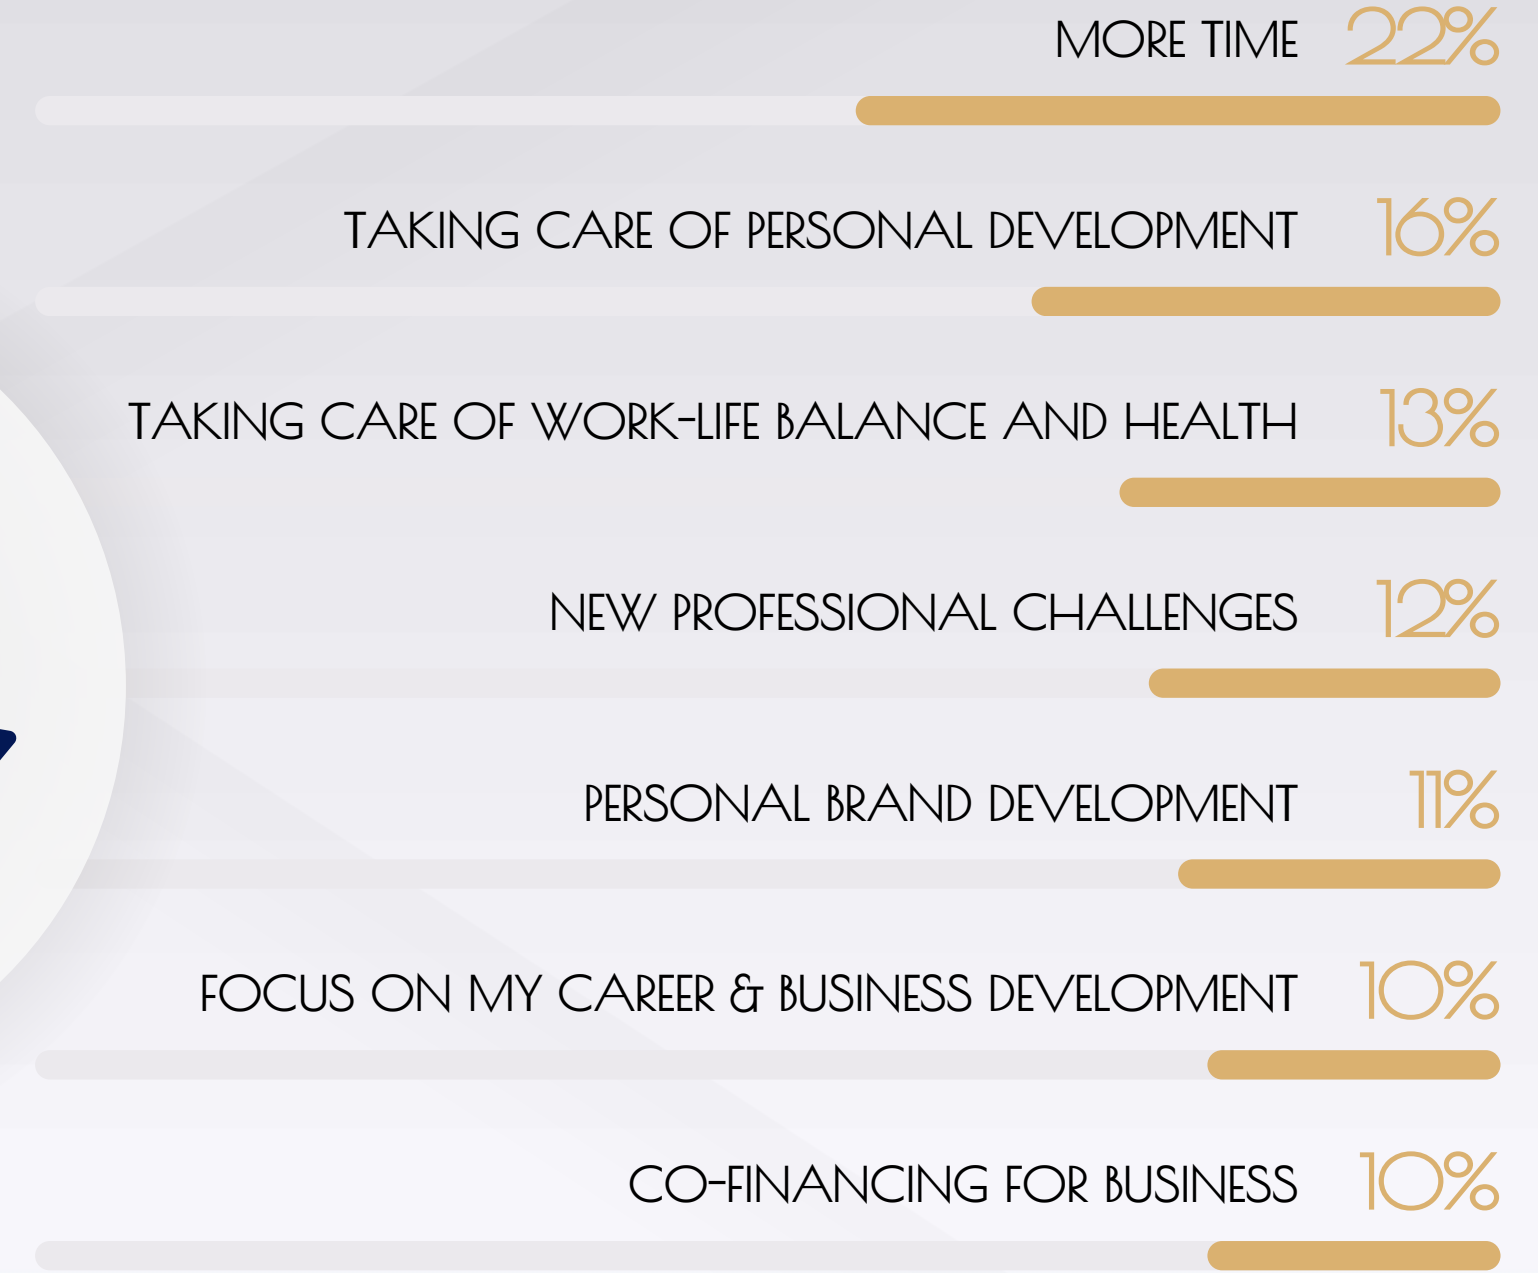 MORE TIME 22%
TAKING CARE OF PERSONAL DEVELOPMENT 16%
TAKING CARE OF WORK-LIFE BALANCE AND HEALTH 13%
NEW PROFESSIONAL CHALLENGES 12%
PERSONAL BRAND DEVELOPMENT 11%
FOCUS ON MY CAREER & BUSINESS DEVELOPMENT 10%
CO-FINANCING FOR BUSINESS 10%